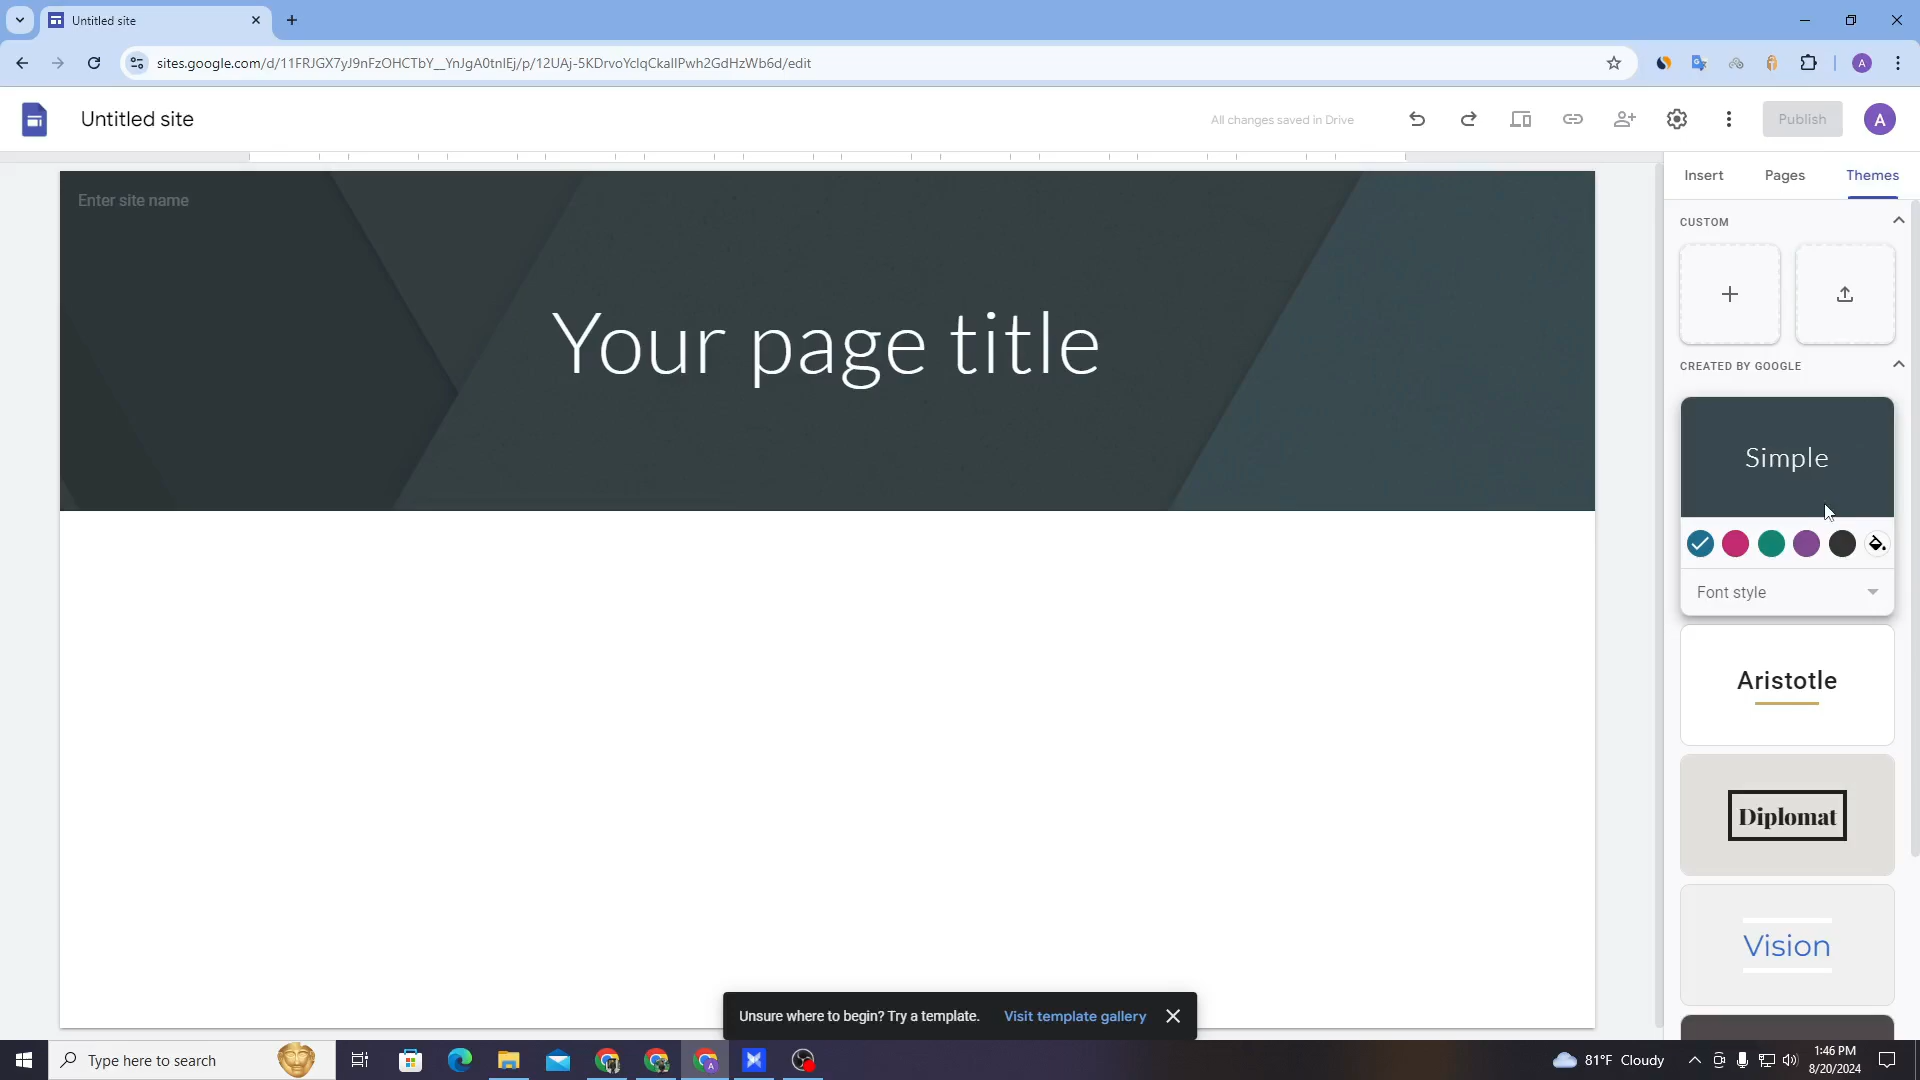 Untitled site
sites.google.com/d/11FRJGX7yJ9nFzOHCTbY__YnJgA0tnIEj/p/12UAj-5KDrvoYclqCkalIPwh2GdHzWb6d/edit
A
Untitled site
All changes saved in Drive
Publish
A
Insert
Pages
Themes
Enter site name
Your page title
CUSTOM
CREATED BY GOOGLE
Simple
Font style
Aristotle
Diplomat
Vision
Unsure where to begin? Try a template.
Visit template gallery
Type here to search
81°F Cloudy
1:46 PM
8/20/2024